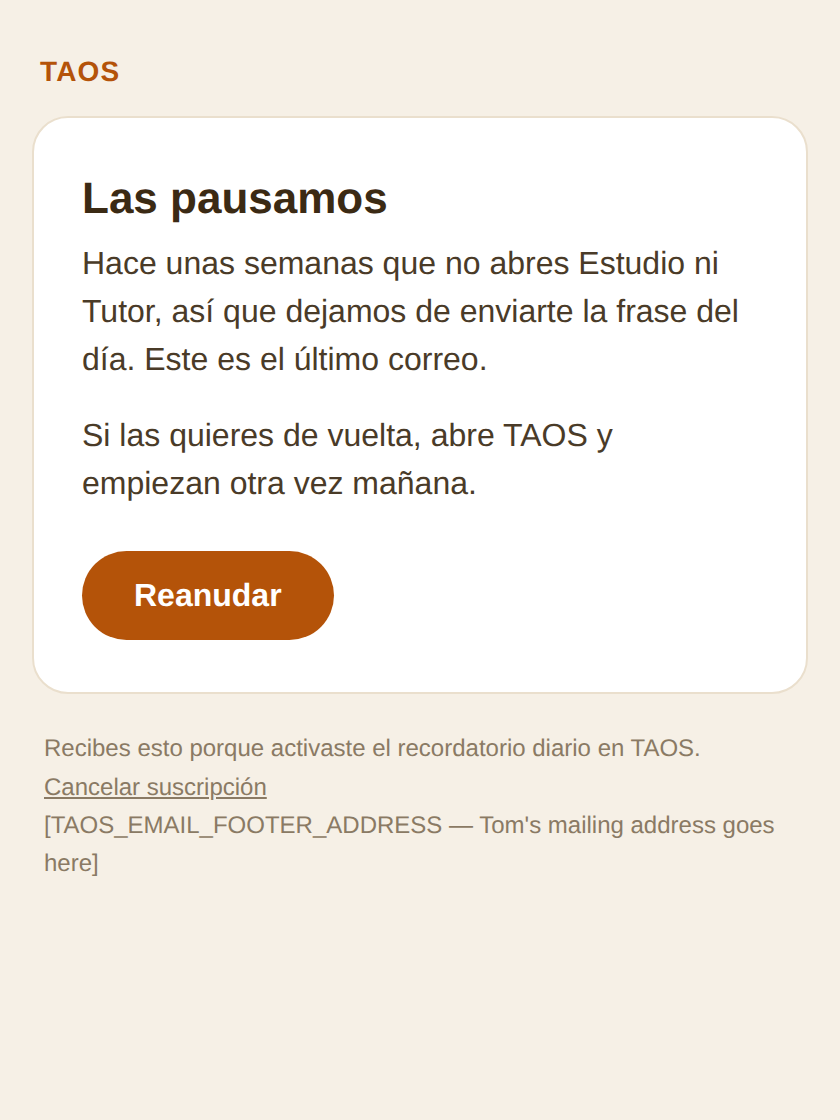 TAOS
Las pausamos
Hace unas semanas que no abres Estudio ni
Tutor, así que dejamos de enviarte la frase del
día. Este es el último correo.
Si las quieres de vuelta, abre TAOS y
empiezan otra vez mañana.
Reanudar
Recibes esto porque activaste el recordatorio diario en TAOS.
Cancelar suscripción
[TAOS_EMAIL_FOOTER_ADDRESS — Tom's mailing address goes
here]